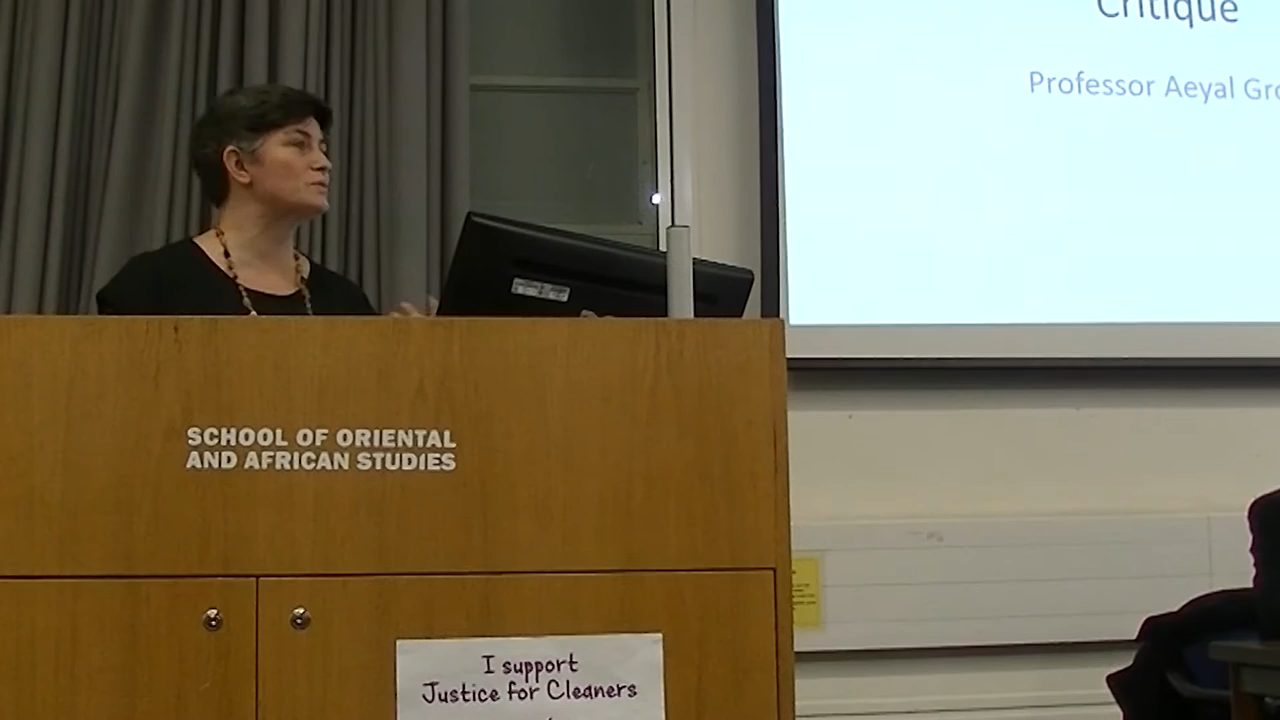 Critique
Professor Aeyal Gro
SCHOOL OF ORIENTAL
AND AFRICAN STUDIES
I support
Justice for Cleaners